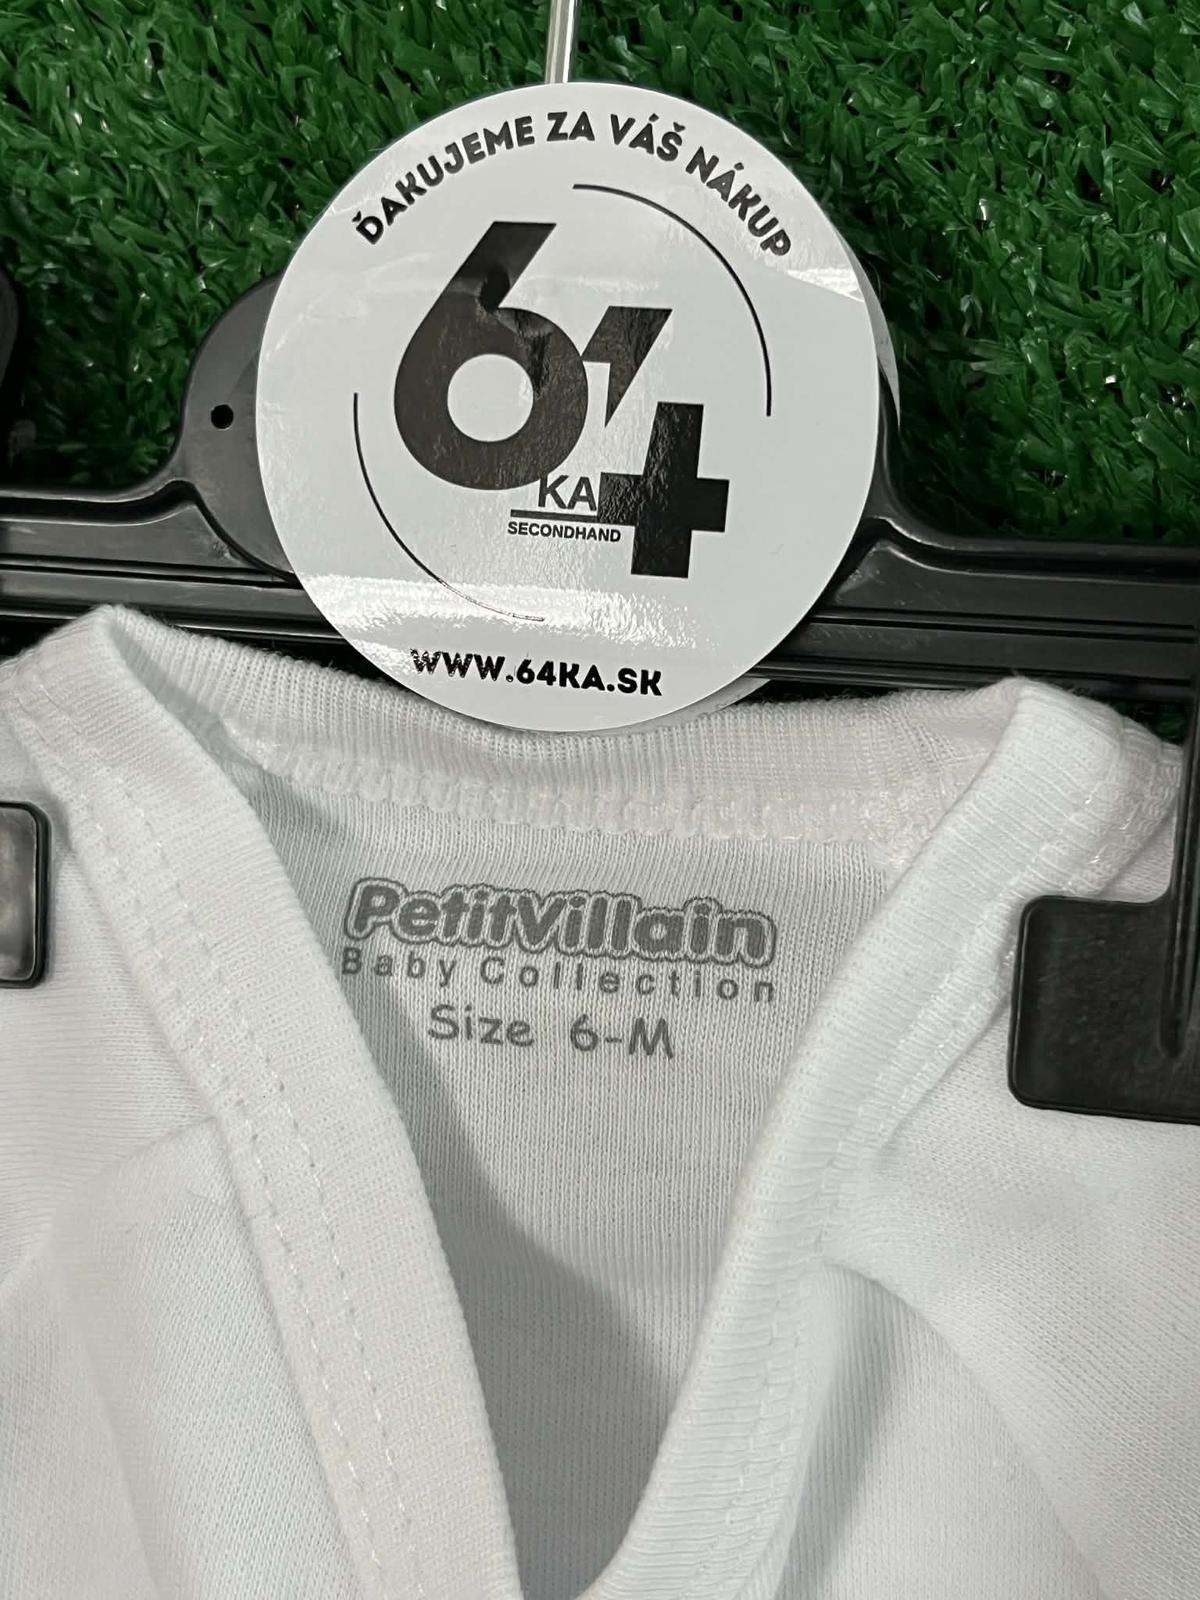 ĎAKUJEME ZA VÁŠ NÁKUP
64
KA
SECONDHAND
WWW.64KA.SK
PetitVillain
Baby Collection
Size 6-M